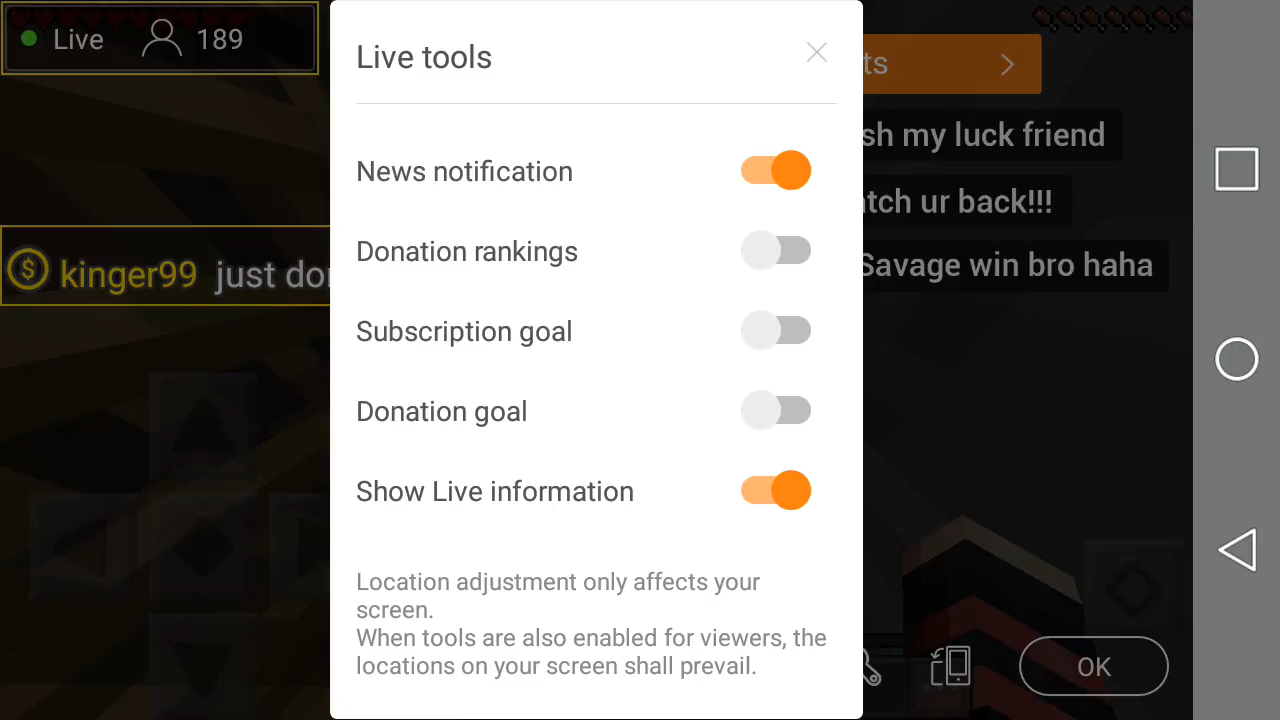 Live 189
Live tools
ts
sh my luck friend
News notification
tch ur back!!!
Donation rankings
kinger99 just do
Savage win bro haha
Subscription goal
Donation goal
Show Live information
Location adjustment only affects your
screen.
When tools are also enabled for viewers, the
locations on your screen shall prevail.
OK